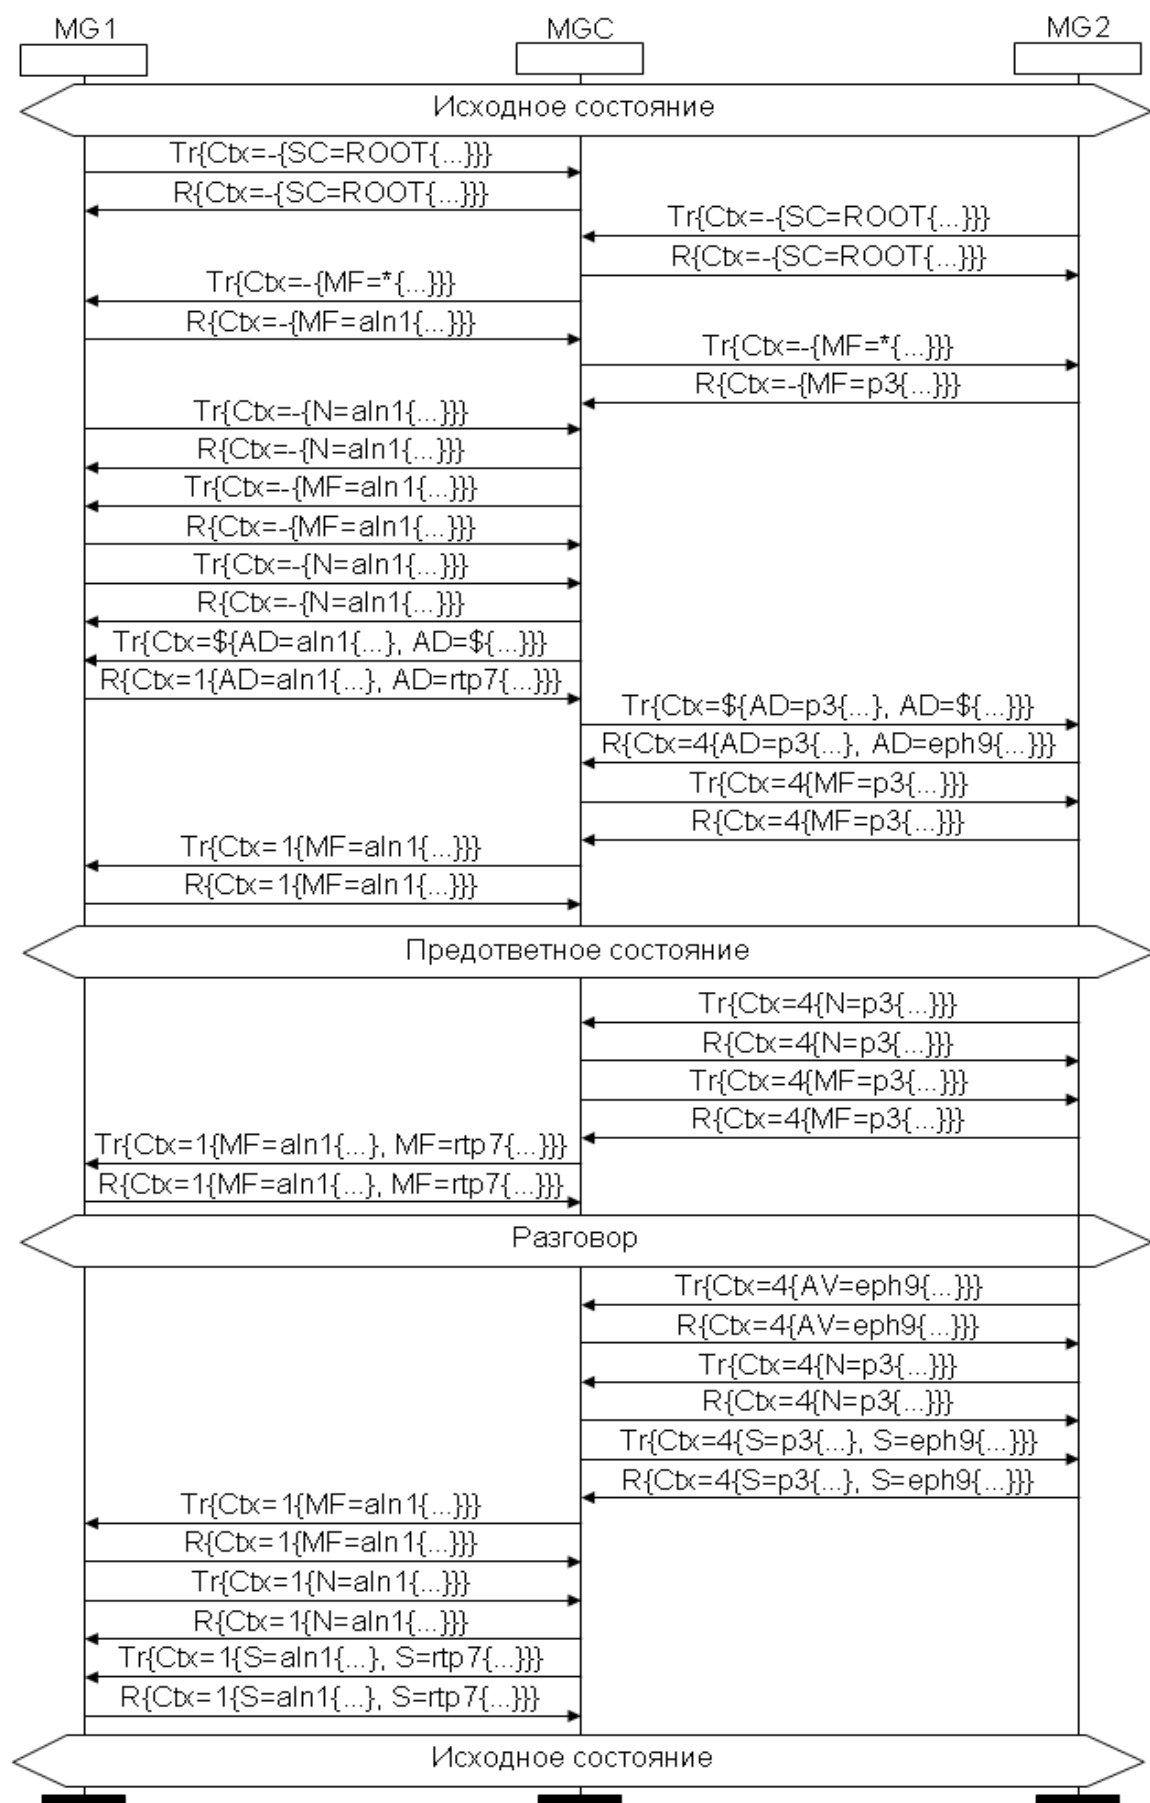 MG1 MGC MG2
Исходное состояние
Tr{Ctx=-{SC=ROOT{...}}}
R{Ctx=-{SC=ROOT{...}}}
Tr{Ctx=-{SC=ROOT{...}}}
R{Ctx=-{SC=ROOT{...}}}
Tr{Ctx=-{MF=*{...}}}
R{Ctx=-{MF=aln1{...}}}
Tr{Ctx=-{MF=*{...}}}
R{Ctx=-{MF=p3{...}}}
Tr{Ctx=-{N=aln1{...}}}
R{Ctx=-{N=aln1{...}}}
Tr{Ctx=-{MF=aln1{...}}}
R{Ctx=-{MF=aln1{...}}}
Tr{Ctx=-{N=aln1{...}}}
R{Ctx=-{N=aln1{...}}}
Tr{Ctx=${AD=aln1{...}, AD=${...}}}
R{Ctx=1{AD=aln1{...}, AD=rtp7{...}}}
Tr{Ctx=${AD=p3{...}, AD=${...}}}
R{Ctx=4{AD=p3{...}, AD=eph9{...}}}
Tr{Ctx=4{MF=p3{...}}}
R{Ctx=4{MF=p3{...}}}
Tr{Ctx=1{MF=aln1{...}}}
R{Ctx=1{MF=aln1{...}}}
Предответное состояние
Tr{Ctx=4{N=p3{...}}}
R{Ctx=4{N=p3{...}}}
Tr{Ctx=4{MF=p3{...}}}
R{Ctx=4{MF=p3{...}}}
Tr{Ctx=1{MF=aln1{...}, MF=rtp7{...}}}
R{Ctx=1{MF=aln1{...}, MF=rtp7{...}}}
Разговор
Tr{Ctx=4{AV=eph9{...}}}
R{Ctx=4{AV=eph9{...}}}
Tr{Ctx=4{N=p3{...}}}
R{Ctx=4{N=p3{...}}}
Tr{Ctx=4{S=p3{...}, S=eph9{...}}}
R{Ctx=4{S=p3{...}, S=eph9{...}}}
Tr{Ctx=1{MF=aln1{...}}}
R{Ctx=1{MF=aln1{...}}}
Tr{Ctx=1{N=aln1{...}}}
R{Ctx=1{N=aln1{...}}}
Tr{Ctx=1{S=aln1{...}, S=rtp7{...}}}
R{Ctx=1{S=aln1{...}, S=rtp7{...}}}
Исходное состояние